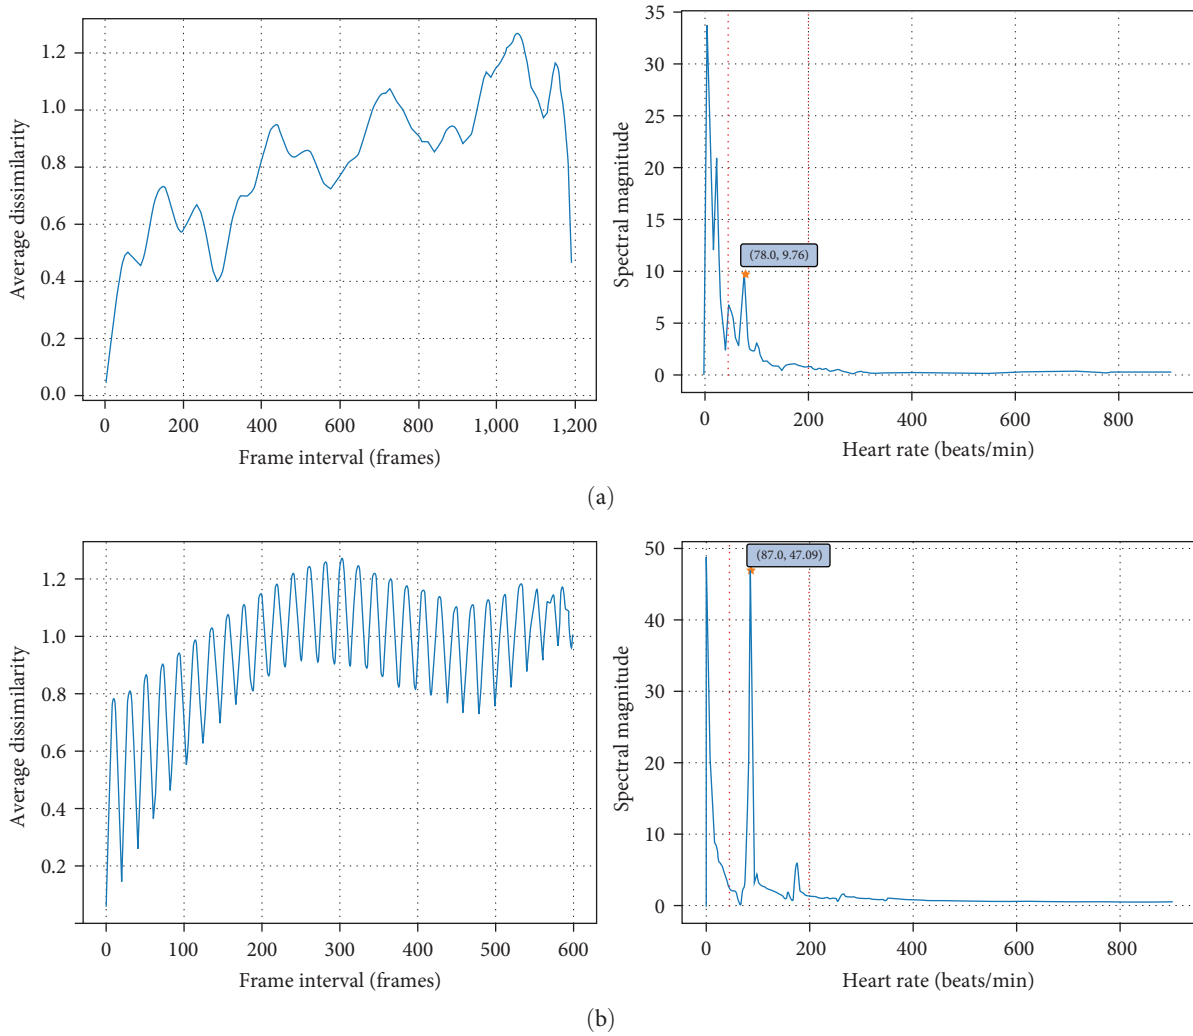 1.2
1.0
0.8
0.6
0.4
0.2
0.0
Average dissimilarity
0 200 400 600 800 1,000 1,200
Frame interval (frames)
35
30
25
20
15
10
5
0
Spectral magnitude
(78.0, 9.76)
0 200 400 600 800
Heart rate (beats/min)
(a)
1.2
1.0
0.8
0.6
0.4
0.2
Average dissimilarity
0 100 200 300 400 500 600
Frame interval (frames)
50
40
30
20
10
0
Spectral magnitude
(87.0, 47.09)
0 200 400 600 800
Heart rate (beats/min)
(b)